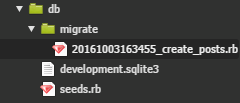 db
migrate
20161003163455_create_posts.rb
development.sqlite3
seeds.rb